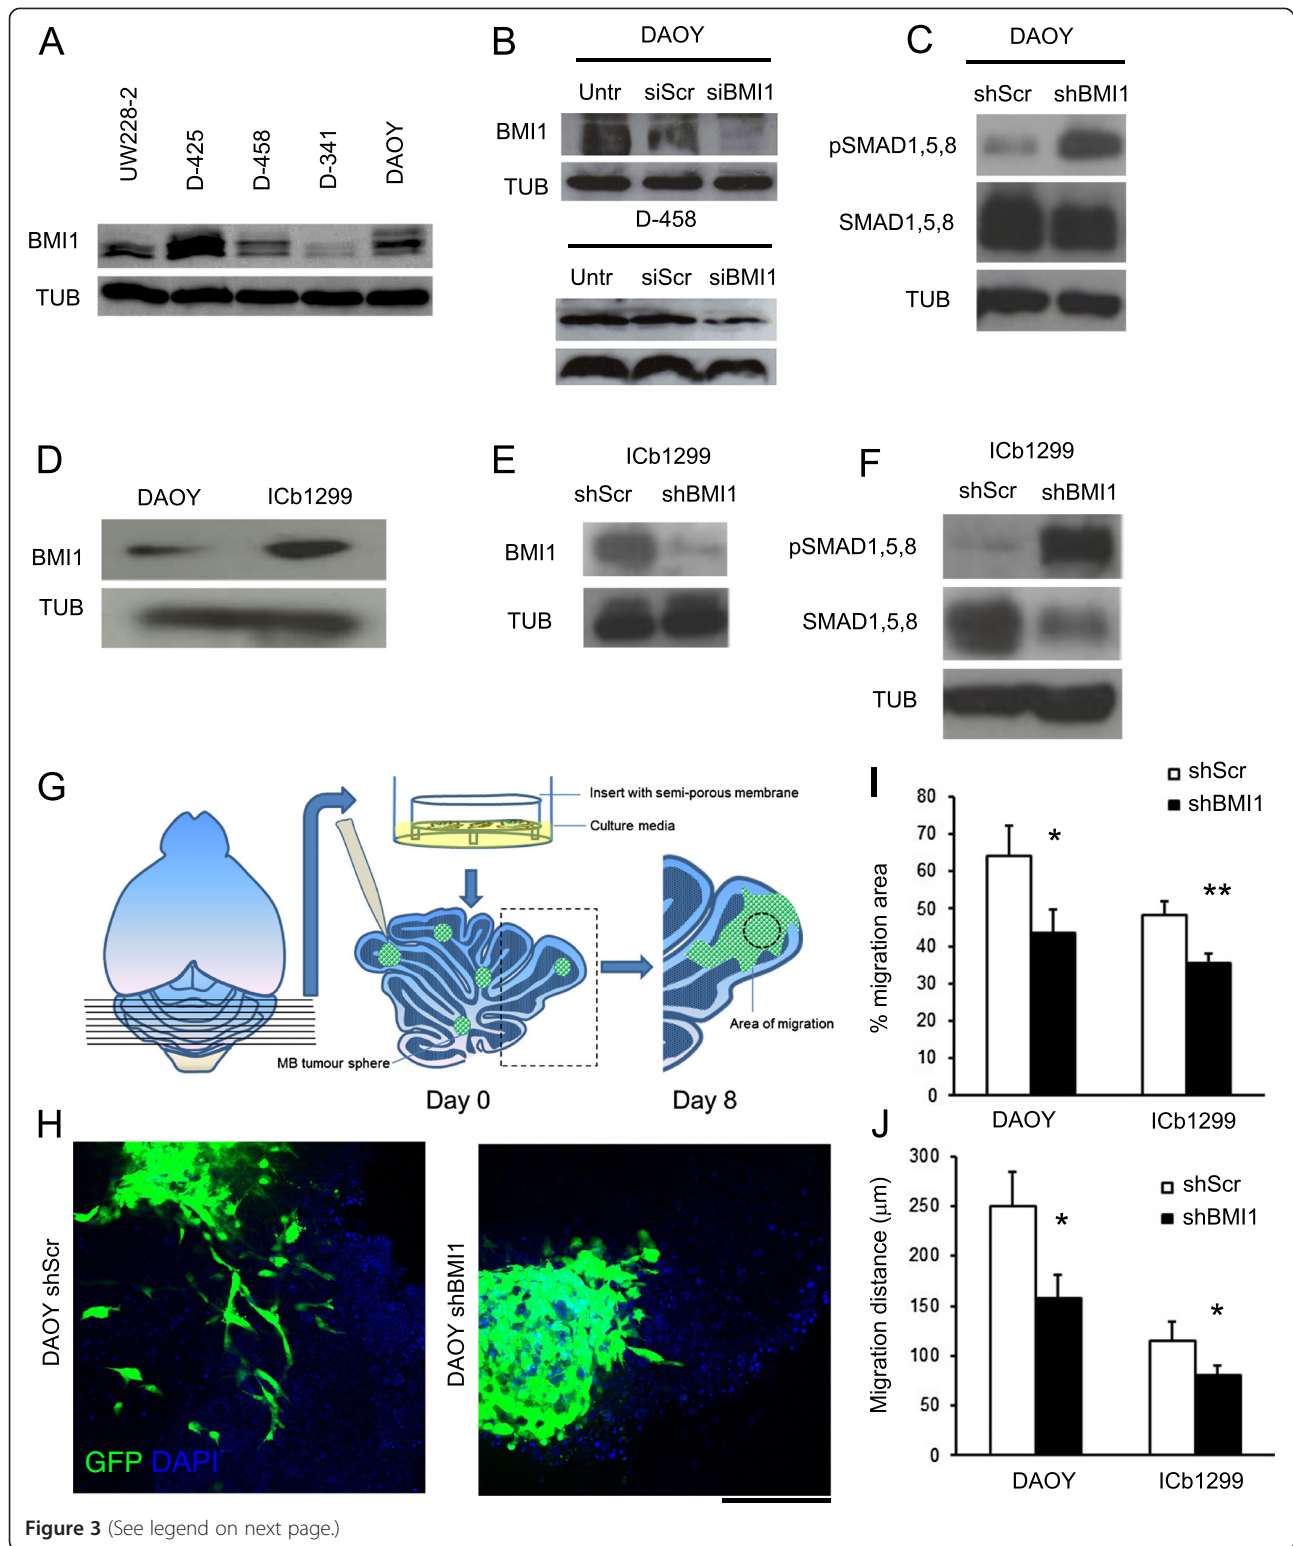 A
UW228-2
D-425
D-458
D-341
DAOY
BMI1
TUB
B
DAOY
Untr siScr siBMI1
BMI1
TUB
D-458
Untr siScr siBMI1
C
DAOY
shScr shBMI1
pSMAD1,5,8
SMAD1,5,8
TUB
D
DAOY ICb1299
BMI1
TUB
E
ICb1299
shScr shBMI1
BMI1
TUB
F
ICb1299
shScr shBMI1
pSMAD1,5,8
SMAD1,5,8
TUB
G
Insert with semi-porous membrane
Culture media
MB tumour sphere
Area of migration
Day 0
Day 8
H
DAOY shScr
GFP DAPI
DAOY shBMI1
I
shScr
shBMI1
% migration area
80
70
60
50
40
30
20
10
0
*
**
DAOY ICb1299
J
shScr
shBMI1
Migration distance (μm)
300
250
200
150
100
50
0
*
*
DAOY ICb1299
Figure 3 (See legend on next page.)